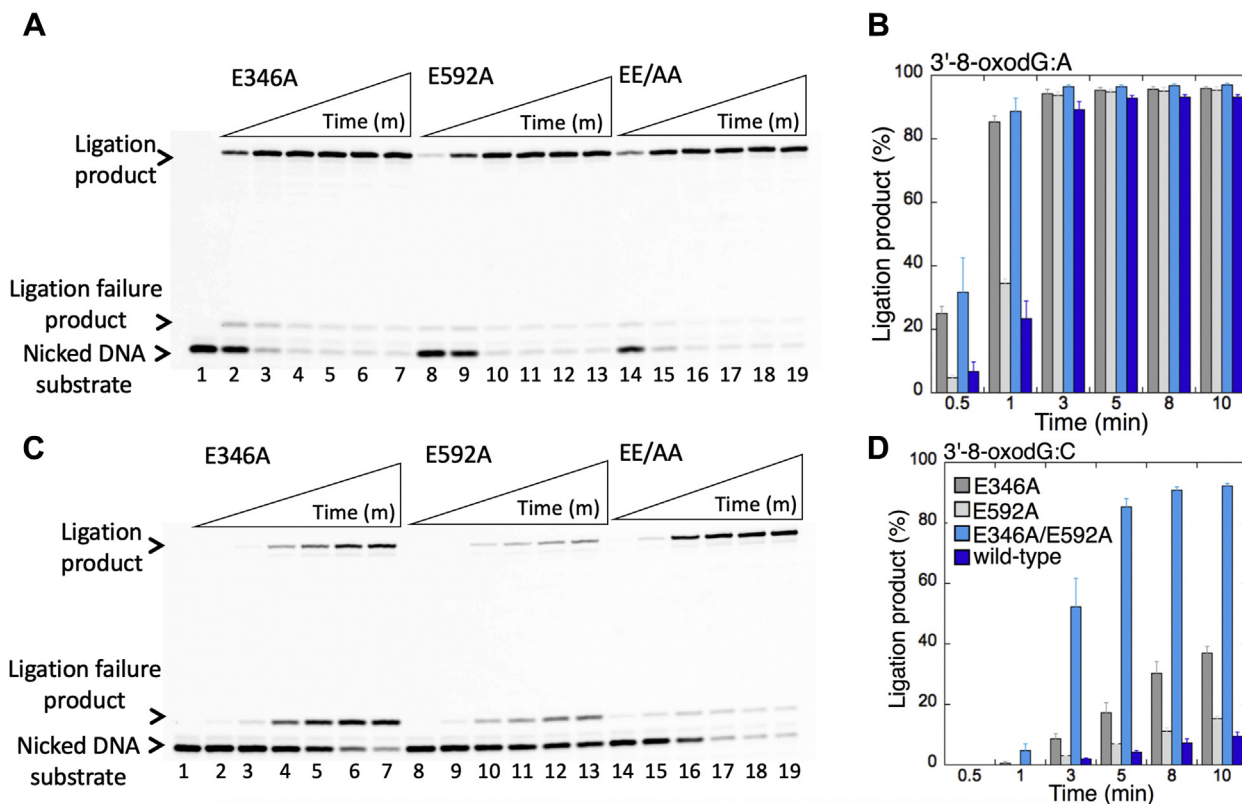 A
E346A
E592A
EE/AA
Time (m)
Time (m)
Time (m)
Ligation
product
Ligation failure
product
Nicked DNA
substrate
1 2 3 4 5 6 7 8 9 10 11 12 13 14 15 16 17 18 19
B
3'-8-oxodG:A
Ligation product (%)
100
80
60
40
20
0
0.5 1 3 5 8 10
Time (min)
C
E346A
E592A
EE/AA
Time (m)
Time (m)
Time (m)
Ligation
product
Ligation failure
product
Nicked DNA
substrate
1 2 3 4 5 6 7 8 9 10 11 12 13 14 15 16 17 18 19
D
3'-8-oxodG:C
E346A
E592A
E346A/E592A
wild-type
Ligation product (%)
100
80
60
40
20
0
0.5 1 3 5 8 10
Time (min)